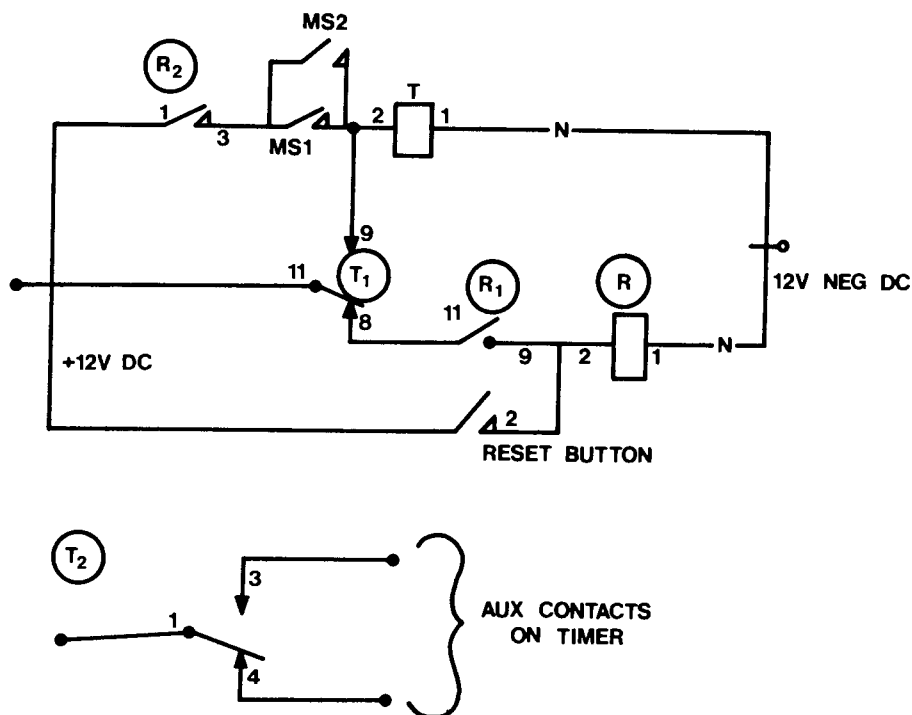 MS2
R2
T
1
3
MS1
2
1
N
9
T1
11
8
R1
11
R
12V NEG DC
+12V DC
9
2
1
N
2
RESET BUTTON
T2
3
1
4
AUX CONTACTS
ON TIMER